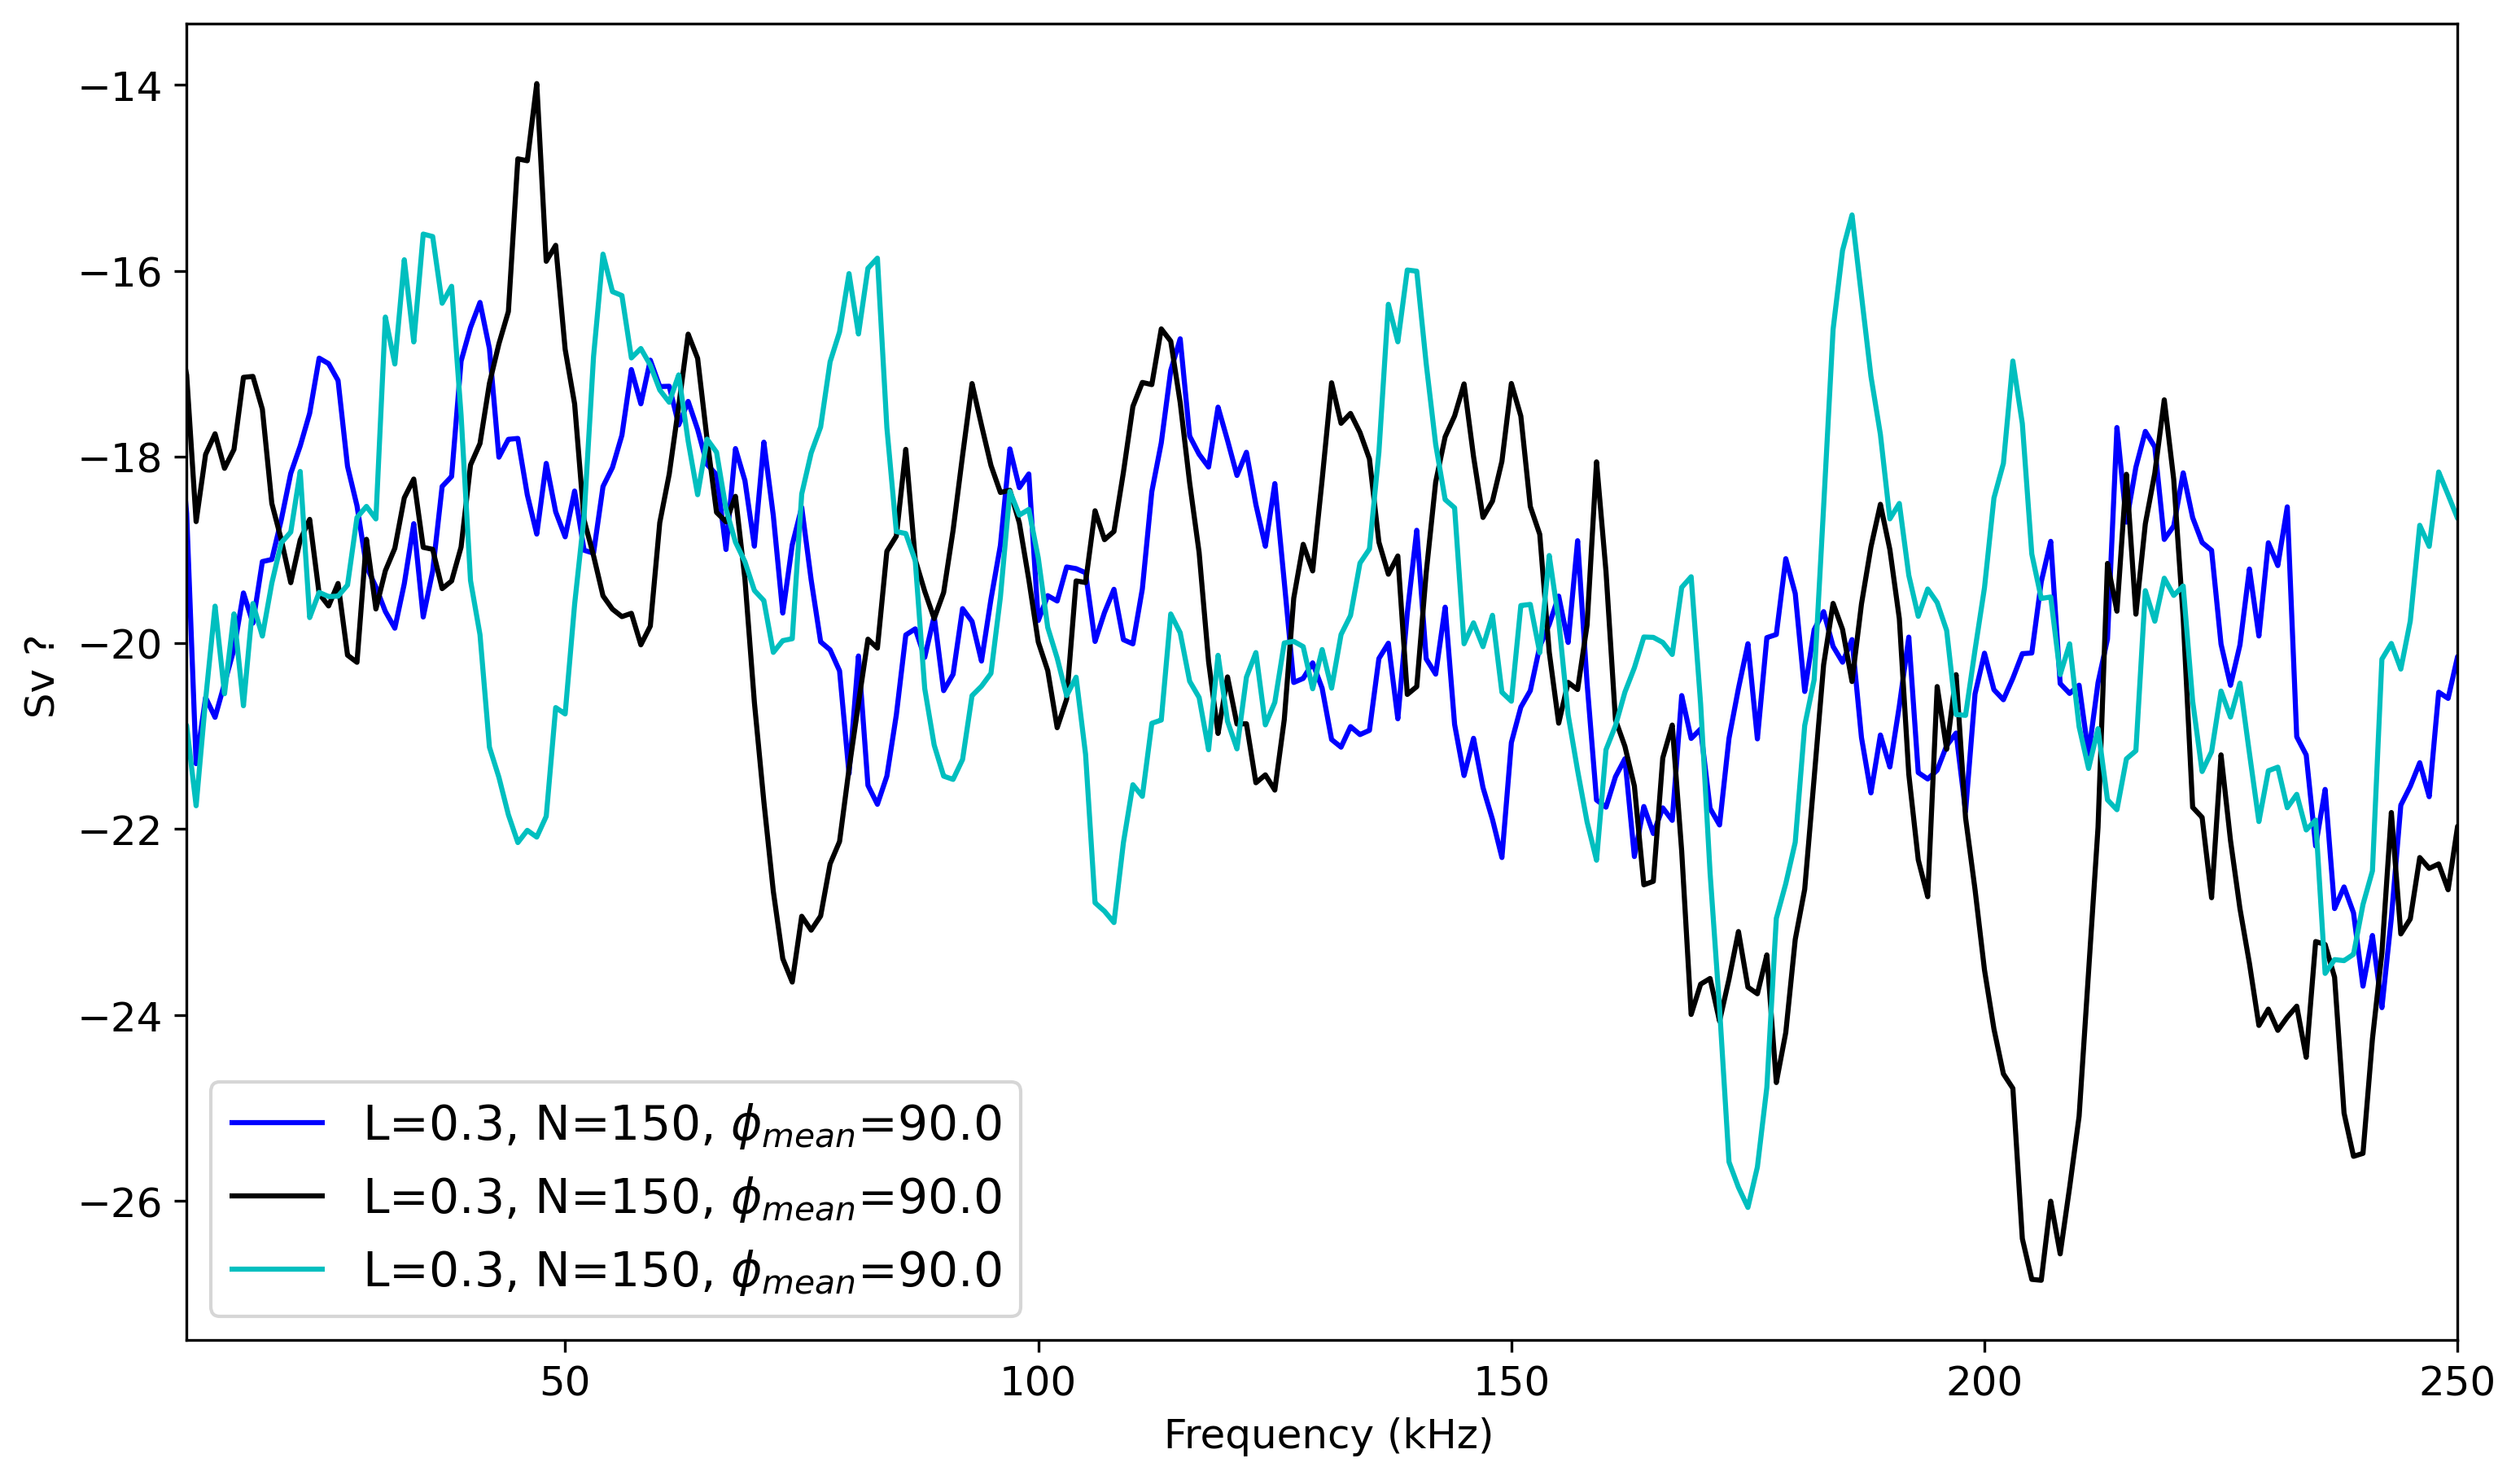 −14
−16
−18
−20
−22
−24
−26
Sv ?
L=0.3, N=150, ϕmean=90.0
L=0.3, N=150, ϕmean=90.0
L=0.3, N=150, ϕmean=90.0
50 100 150 200 250
Frequency (kHz)